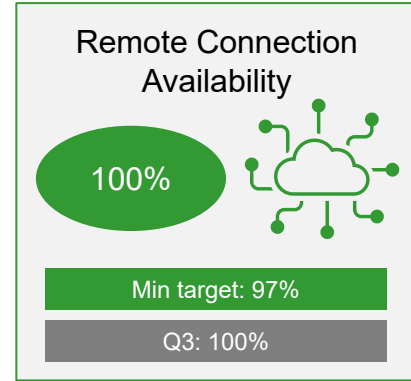 Remote Connection
Availability
100%
Min target: 97%
Q3: 100%